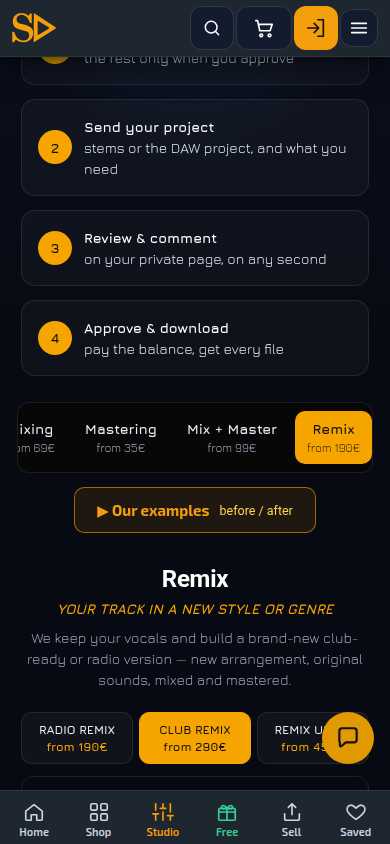 the rest only when you approve
2
Send your project
stems or the DAW project, and what you
need
3
Review & comment
on your private page, on any second
4
Approve & download
pay the balance, get every file
Mastering
Mix + Master
Remix
from 35€
from 99€
from 190€
▶ Our examples before / after
Remix
YOUR TRACK IN A NEW STYLE OR GENRE
We keep your vocals and build a brand-new club-
ready or radio version — new arrangement, original
sounds, mixed and mastered.
RADIO REMIX
from 190€
CLUB REMIX
from 290€
REMIX
from
Home
Shop
Studio
Free
Sell
Saved